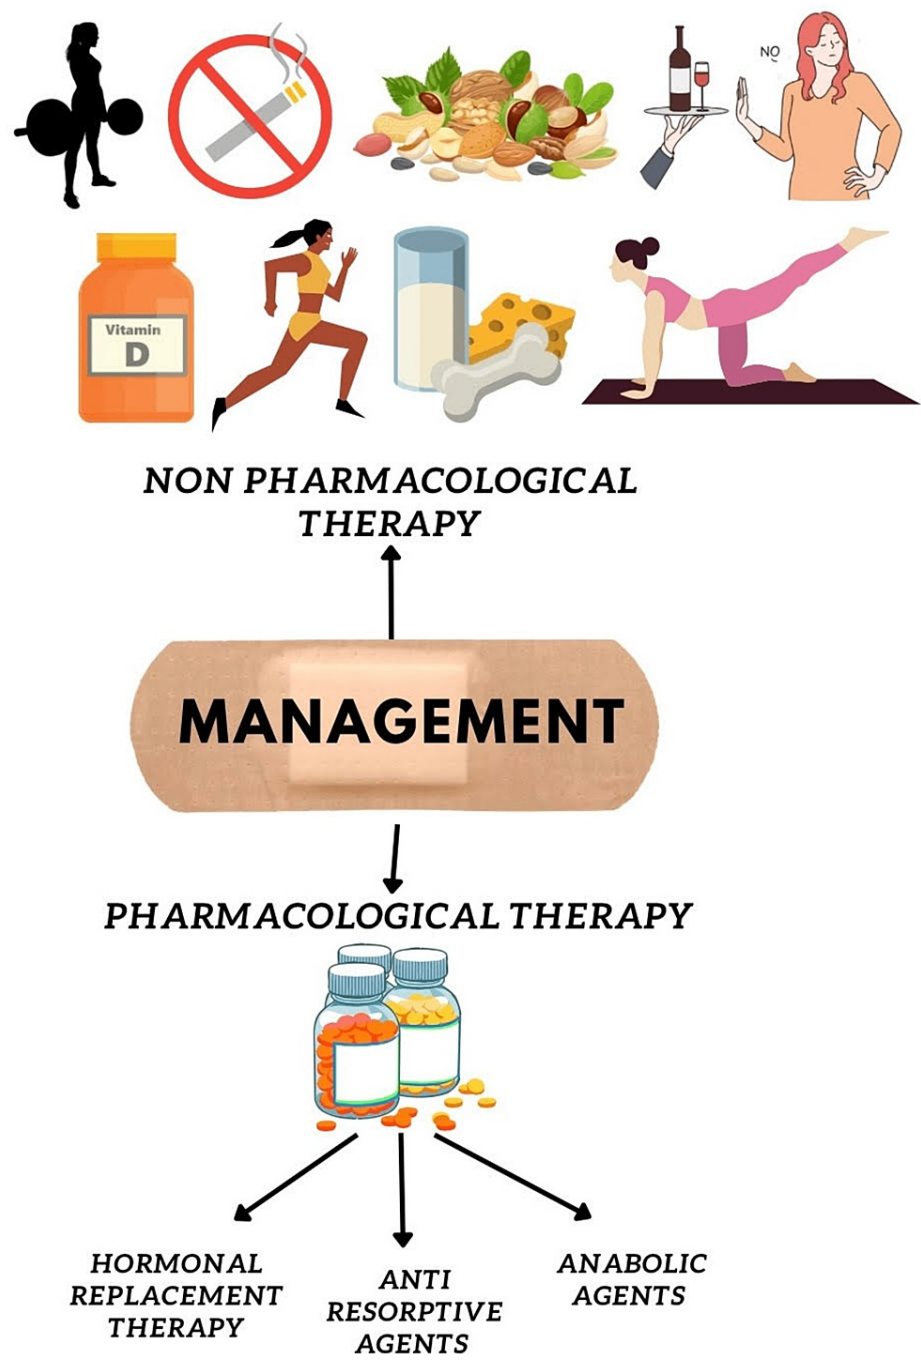 NO
Vitamin
D
NON PHARMACOLOGICAL
THERAPY
MANAGEMENT
PHARMACOLOGICAL THERAPY
HORMONAL
REPLACEMENT
THERAPY
ANTI
RESORPTIVE
AGENTS
ANABOLIC
AGENTS